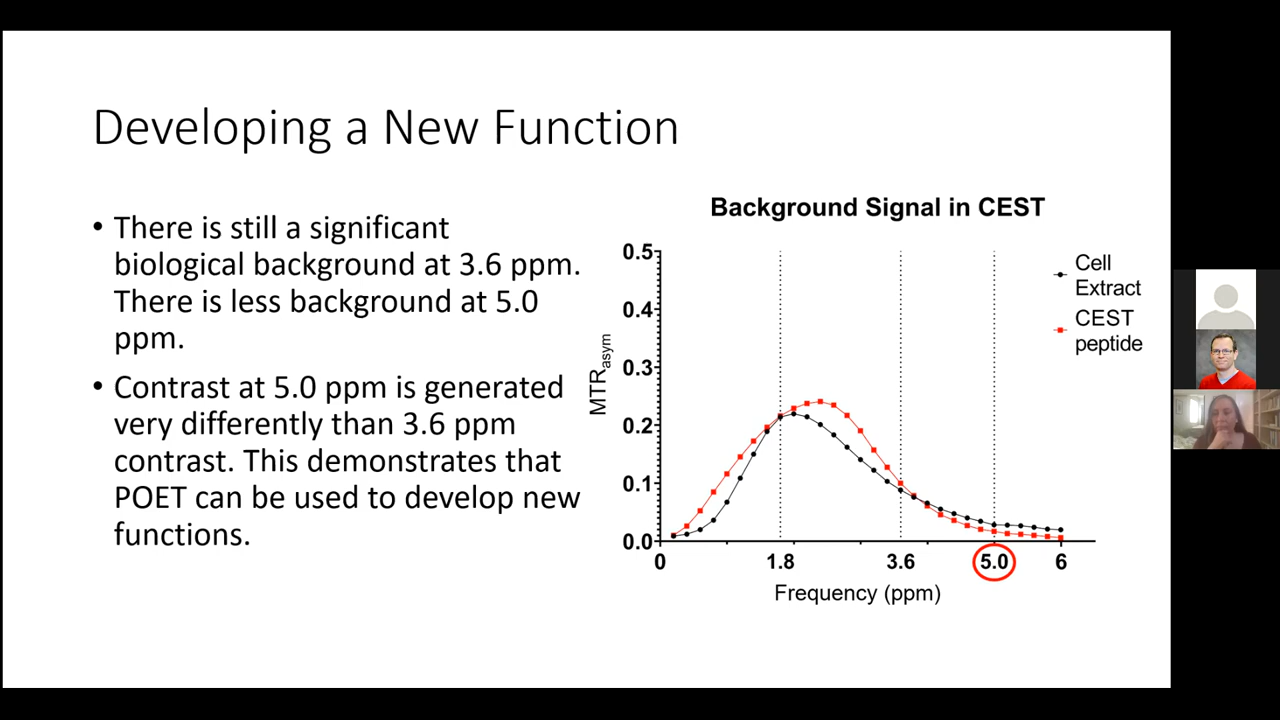 Developing a New Function
• There is still a significant
biological background at 3.6 ppm.
There is less background at 5.0
ppm.
• Contrast at 5.0 ppm is generated
very differently than 3.6 ppm
contrast. This demonstrates that
POET can be used to develop new
functions.
Background Signal in CEST
0.5
0.4
0.3
0.2
0.1
0.0
MTRasym
0 1.8 3.6 5.0 6
Frequency (ppm)
Cell
Extract
CEST
peptide